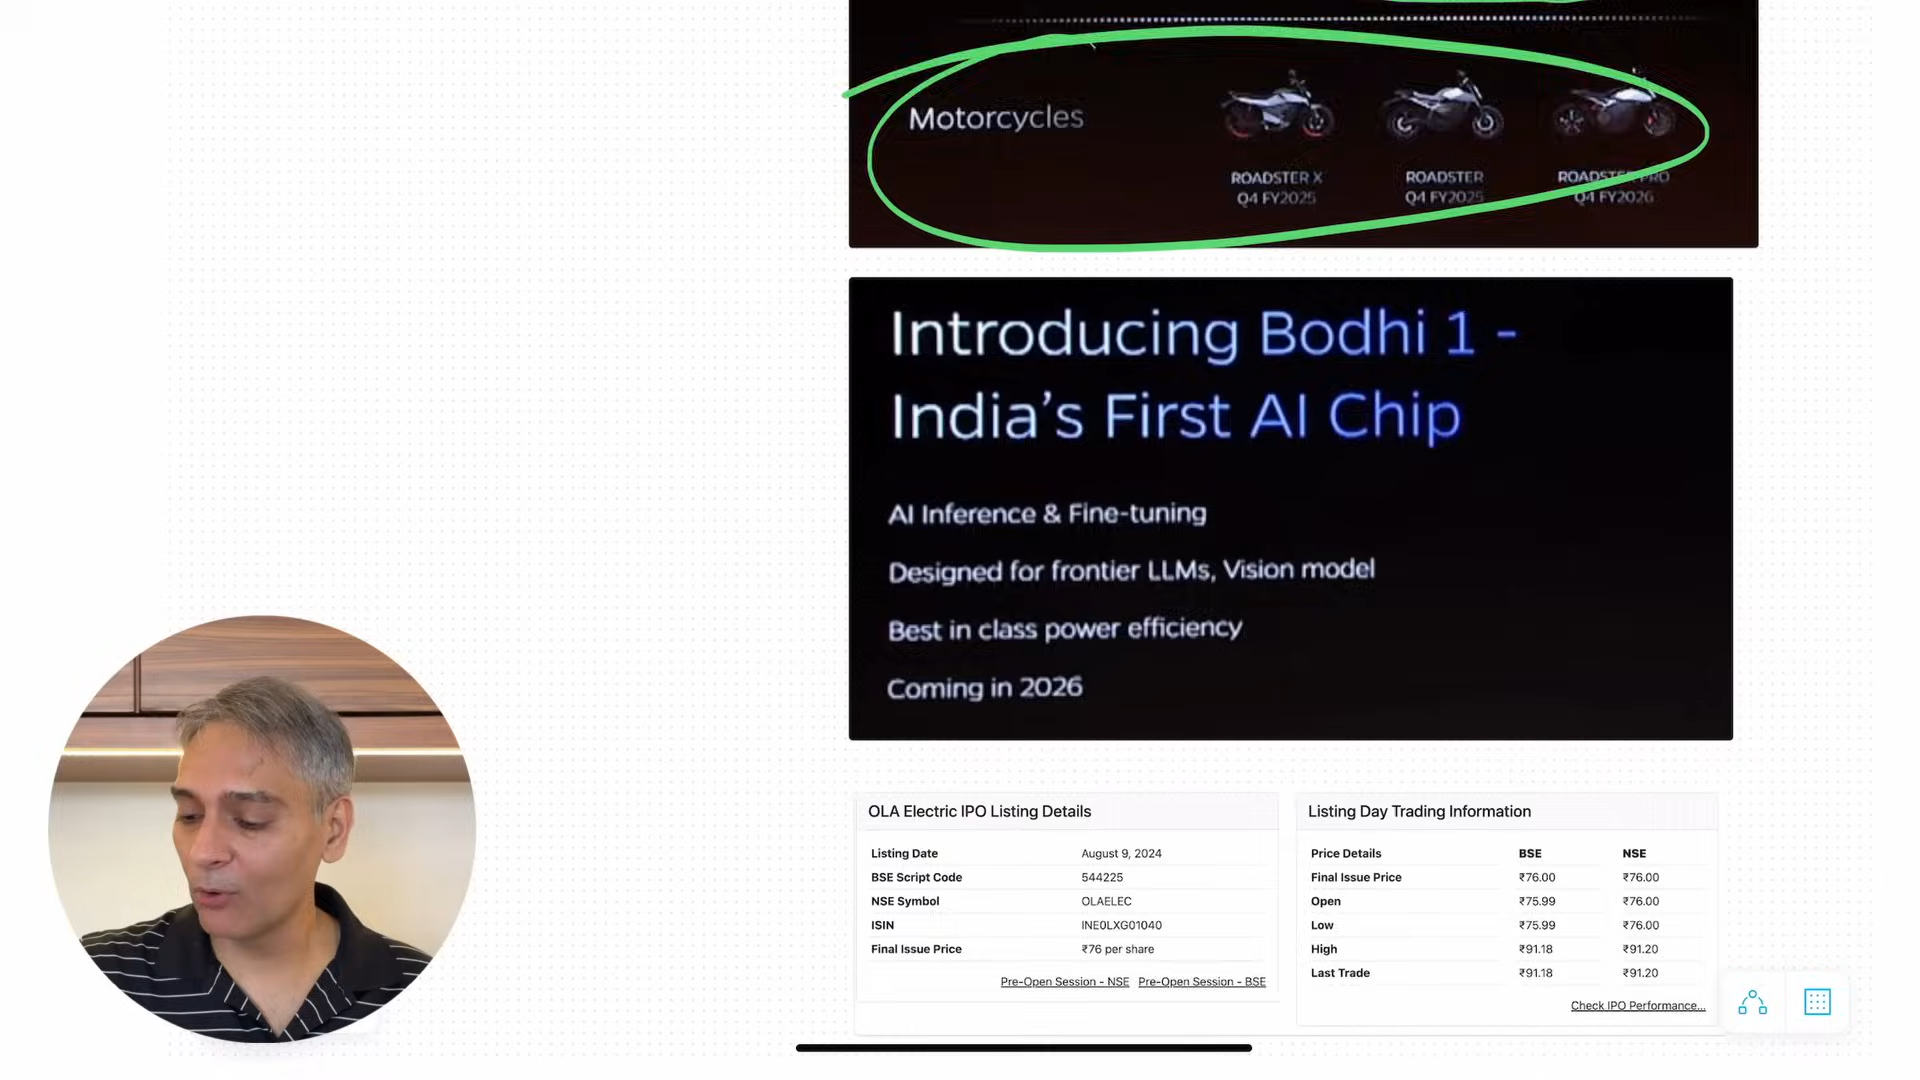 Motorcycles
ROADSTER X
Q4 FY2025
ROADSTER
Q4 FY2025
ROADSTER PRO
Q4 FY2026
Introducing Bodhi 1 -
India's First AI Chip
AI Inference & Fine-tuning
Designed for frontier LLMs, Vision model
Best in class power efficiency
Coming in 2026
OLA Electric IPO Listing Details
Listing Date August 9, 2024
BSE Script Code 544225
NSE Symbol OLAELEC
ISIN INE0LXG01040
Final Issue Price ₹76 per share
Pre-Open Session - NSE Pre-Open Session - BSE
Listing Day Trading Information
Price Details BSE NSE
Final Issue Price ₹76.00 ₹76.00
Open ₹75.99 ₹76.00
Low ₹75.99 ₹76.00
High ₹91.18 ₹91.20
Last Trade ₹91.18 ₹91.20
Check IPO Performance...